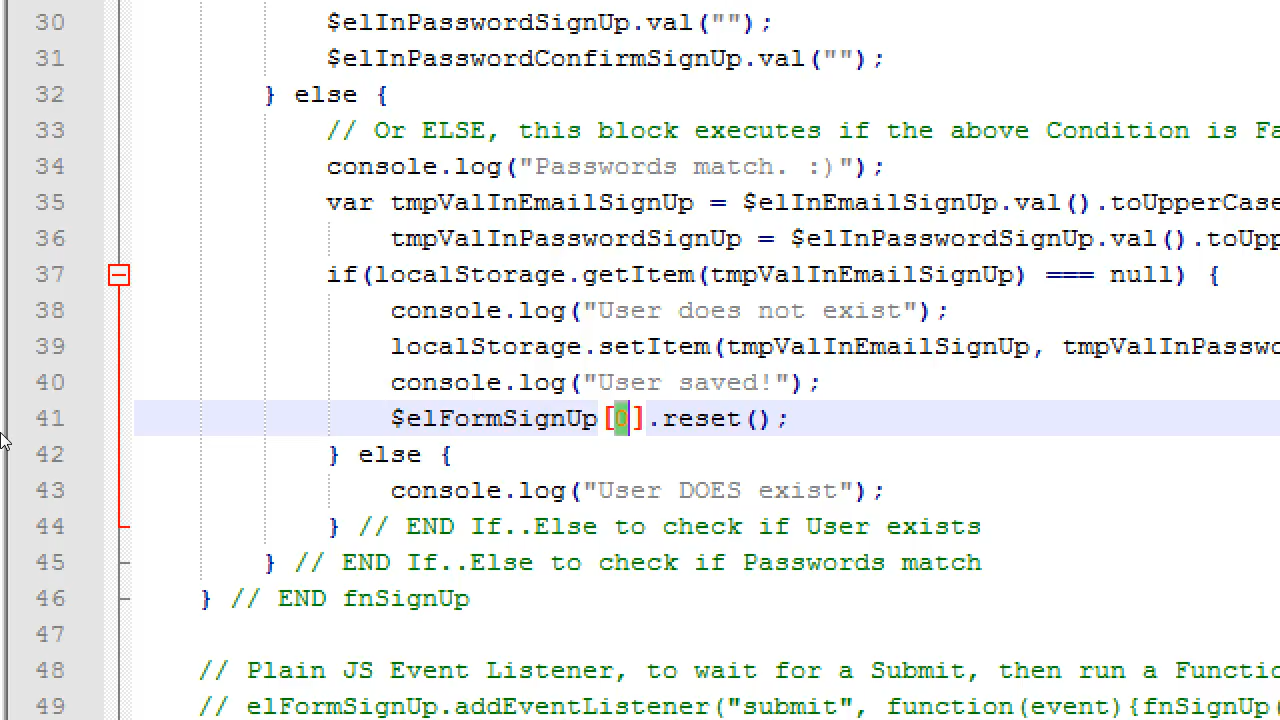 30 $elInPasswordSignUp.val("");
31 $elInPasswordConfirmSignUp.val("");
32 } else {
33 // Or ELSE, this block executes if the above Condition is Fa
34 console.log("Passwords match. :)");
35 var tmpValInEmailSignUp = $elInEmailSignUp.val().toUpperCase
36 tmpValInPasswordSignUp = $elInPasswordSignUp.val().toUpp
37 if(localStorage.getItem(tmpValInEmailSignUp) === null) {
38 console.log("User does not exist");
39 localStorage.setItem(tmpValInEmailSignUp, tmpValInPasswo
40 console.log("User saved!");
41 $elFormSignUp[0].reset();
42 } else {
43 console.log("User DOES exist");
44 } // END If..Else to check if User exists
45 } // END If..Else to check if Passwords match
46 } // END fnSignUp
47
48 // Plain JS Event Listener, to wait for a Submit, then run a Functio
49 // elFormSignUp.addEventListener("submit", function(event){fnSignUp(